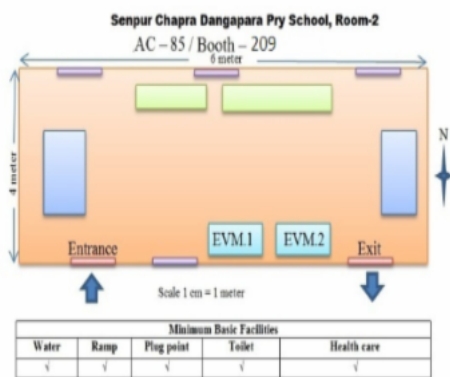 Senpur Chapra Dangapara Pry School, Room-2
AC – 85 / Booth – 209
6 meter
4 meter
N
EVM.1 EVM.2
Entrance Exit
Scale 1 cm = 1 meter
Minimum Basic Facilities
Water Ramp Plug point Toilet Health care
√ √ √ √ √